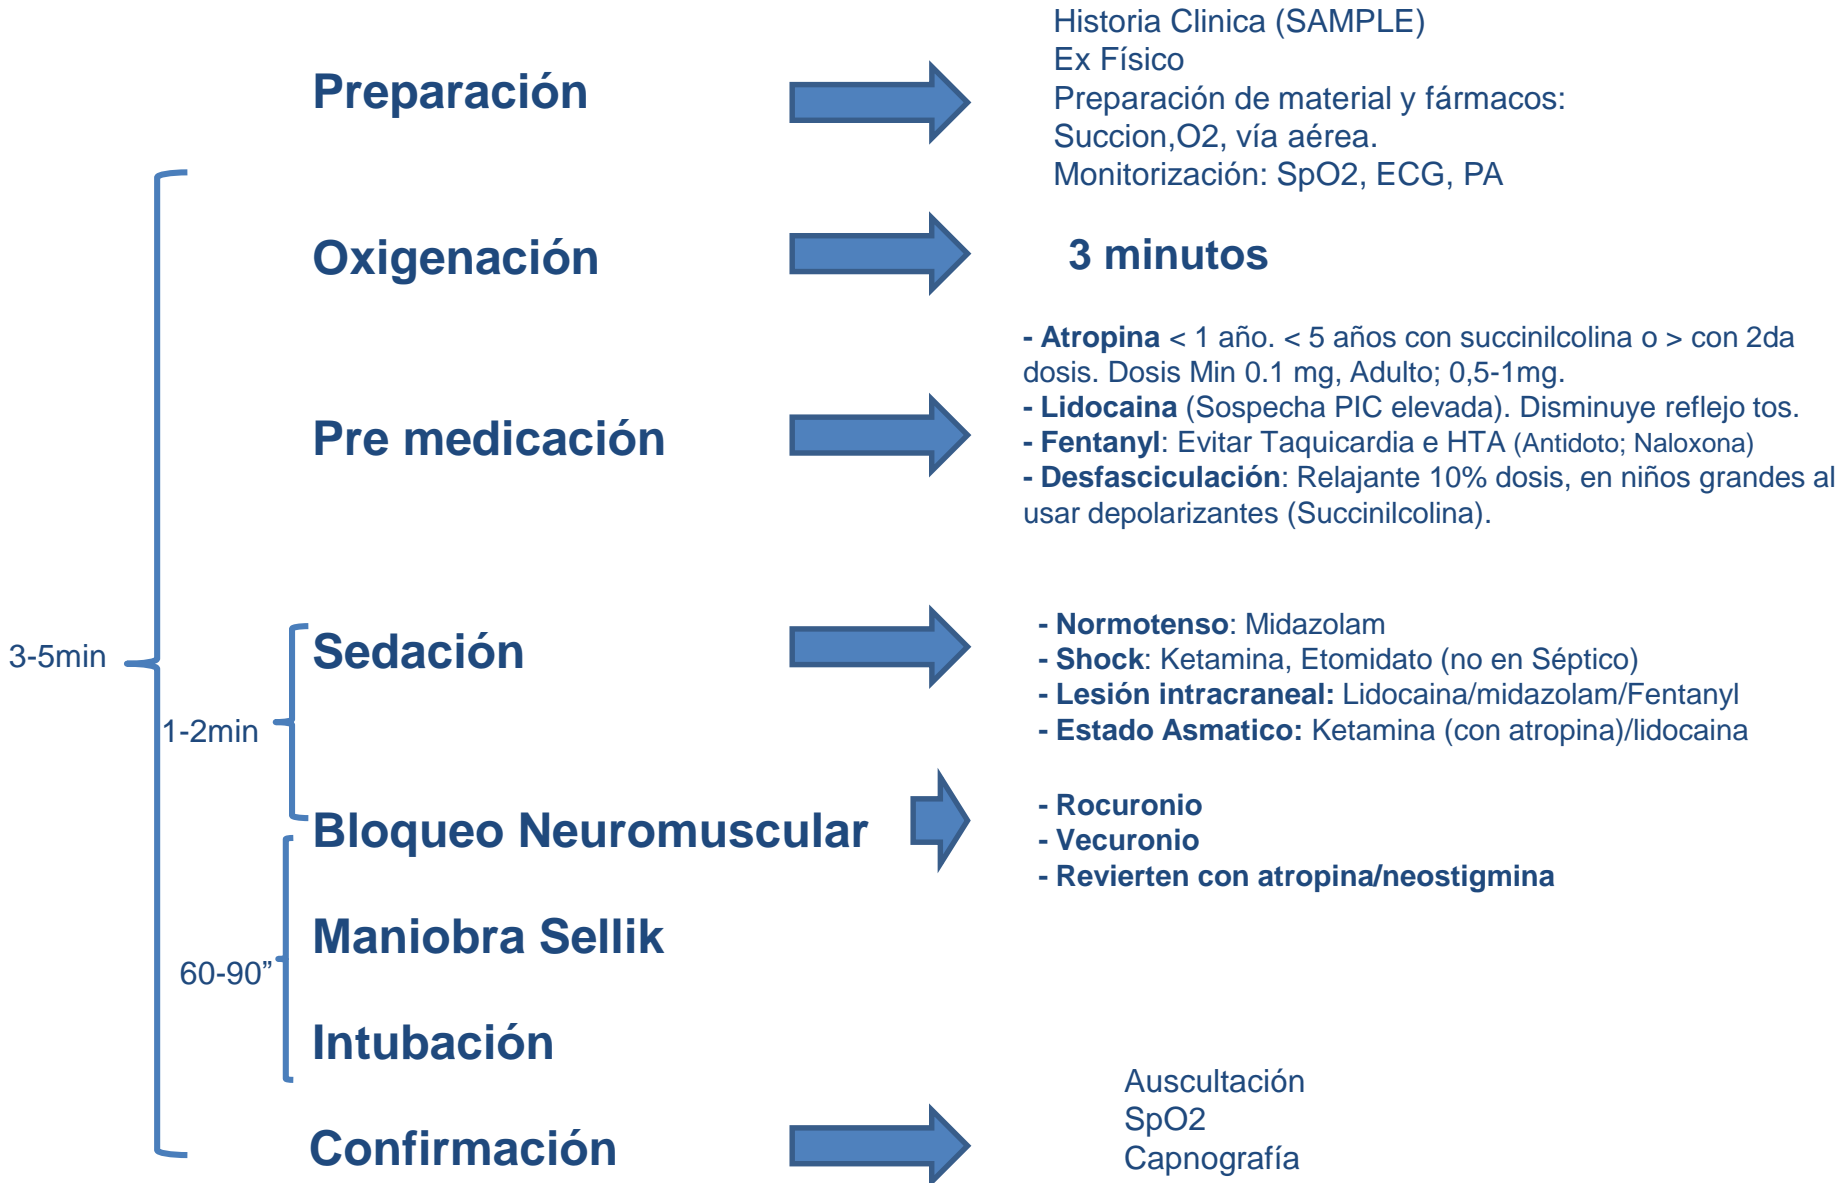 Preparación
Historia Clinica (SAMPLE)
Ex Físico
Preparación de material y fármacos:
Succion,O2, vía aérea.
Monitorización: SpO2, ECG, PA
Oxigenación
3 minutos
Pre medicación
- Atropina < 1 año. < 5 años con succinilcolina o > con 2da
dosis. Dosis Min 0.1 mg, Adulto; 0,5-1mg.
- Lidocaina (Sospecha PIC elevada). Disminuye reflejo tos.
- Fentanyl: Evitar Taquicardia e HTA (Antidoto; Naloxona)
- Desfasciculación: Relajante 10% dosis, en niños grandes al
usar depolarizantes (Succinilcolina).
3-5min
1-2min
Sedación
- Normotenso: Midazolam
- Shock: Ketamina, Etomidato (no en Séptico)
- Lesión intracraneal: Lidocaina/midazolam/Fentanyl
- Estado Asmatico: Ketamina (con atropina)/lidocaina
Bloqueo Neuromuscular
- Rocuronio
- Vecuronio
- Revierten con atropina/neostigmina
60-90”
Maniobra Sellik
Intubación
Confirmación
Auscultación
SpO2
Capnografía